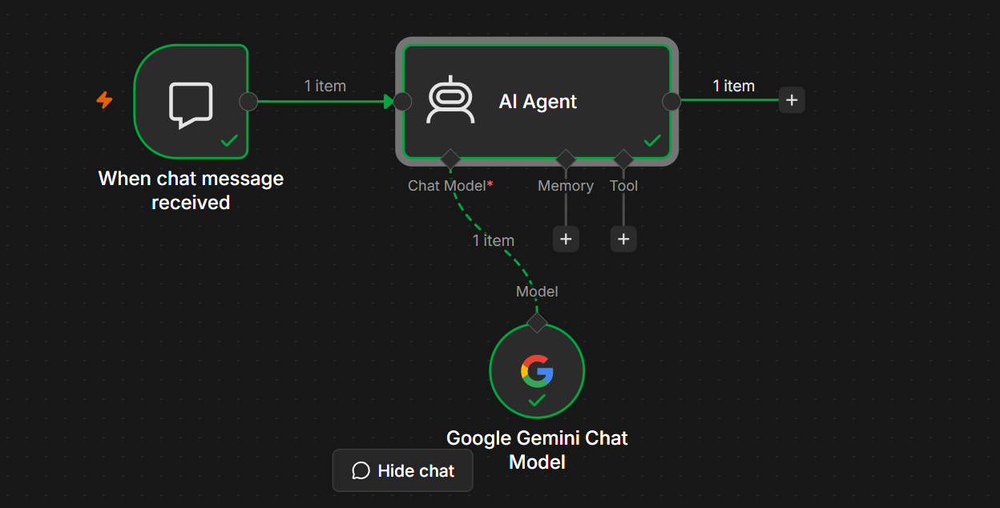 1 item
AI Agent
1 item
When chat message
received
Chat Model*
Memory
Tool
1 item
Model
Google Gemini Chat
Model
Hide chat